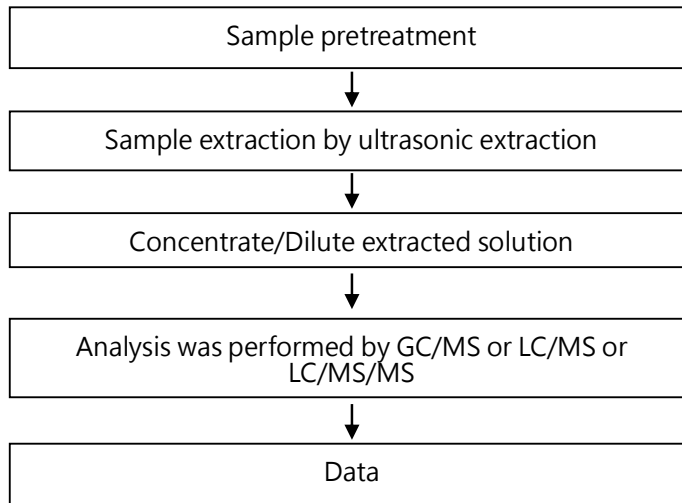 Sample pretreatment
Sample extraction by ultrasonic extraction
Concentrate/Dilute extracted solution
Analysis was performed by GC/MS or LC/MS or
LC/MS/MS
Data